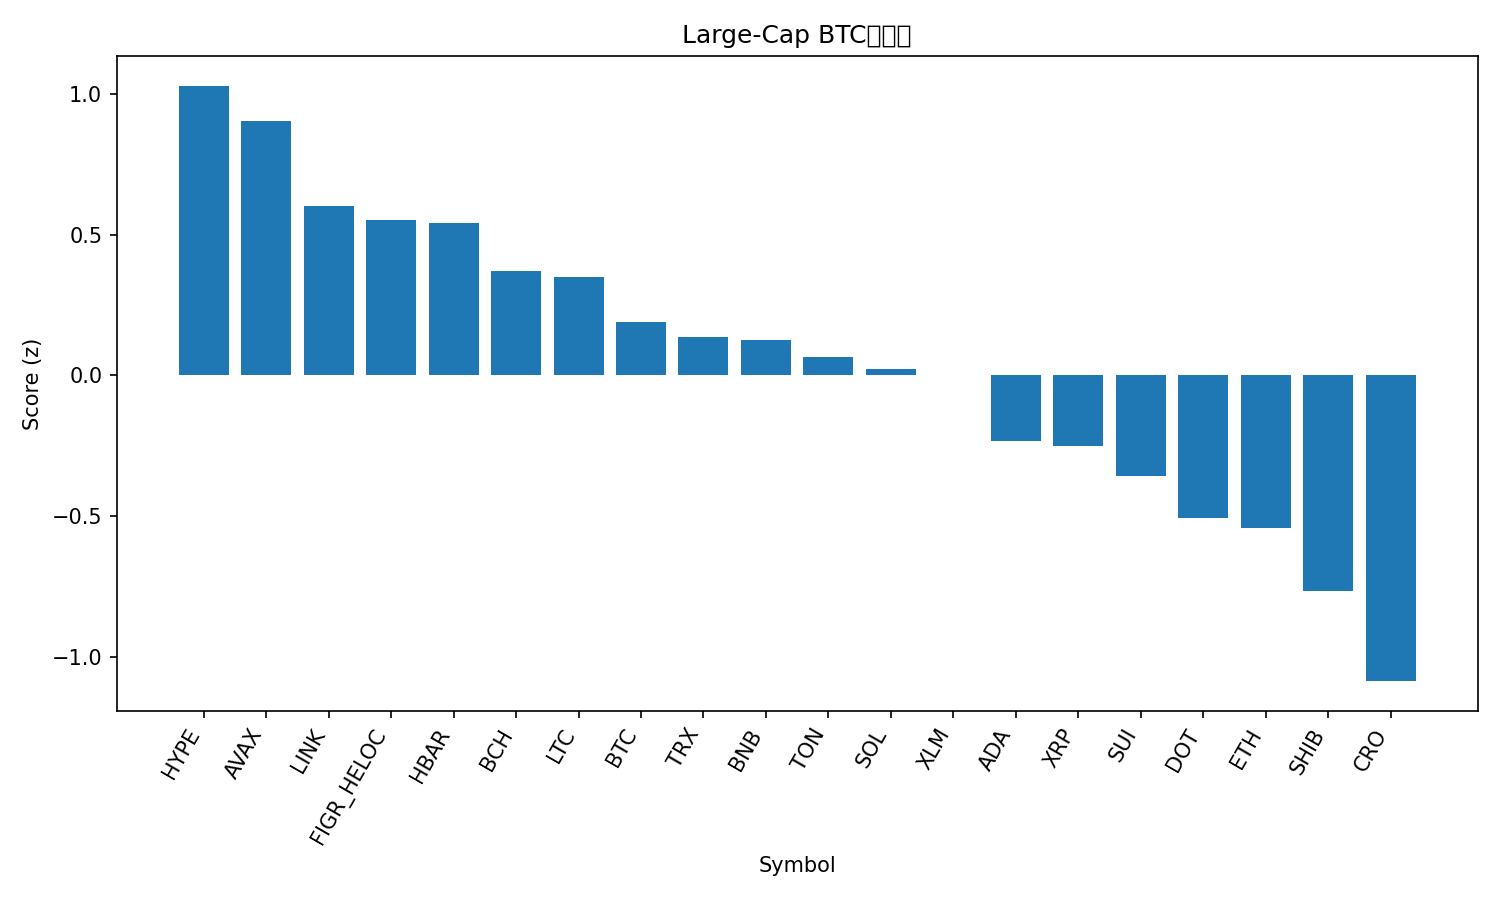 Large-Cap BTC
1.0
0.5
0.0
−0.5
−1.0
Score (z)
HYPE
AVAX
LINK
FIGR_HELOC
HBAR
BCH
LTC
BTC
TRX
BNB
TON
SOL
XLM
ADA
XRP
SUI
DOT
ETH
SHIB
CRO
Symbol